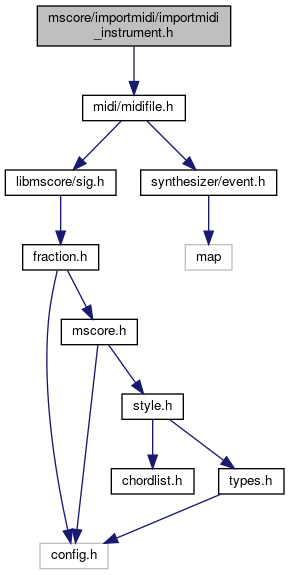 mscore/importmidi/importmidi
_instrument.h
midi/midifile.h
libmscore/sig.h
synthesizer/event.h
fraction.h
map
mscore.h
style.h
chordlist.h
types.h
config.h